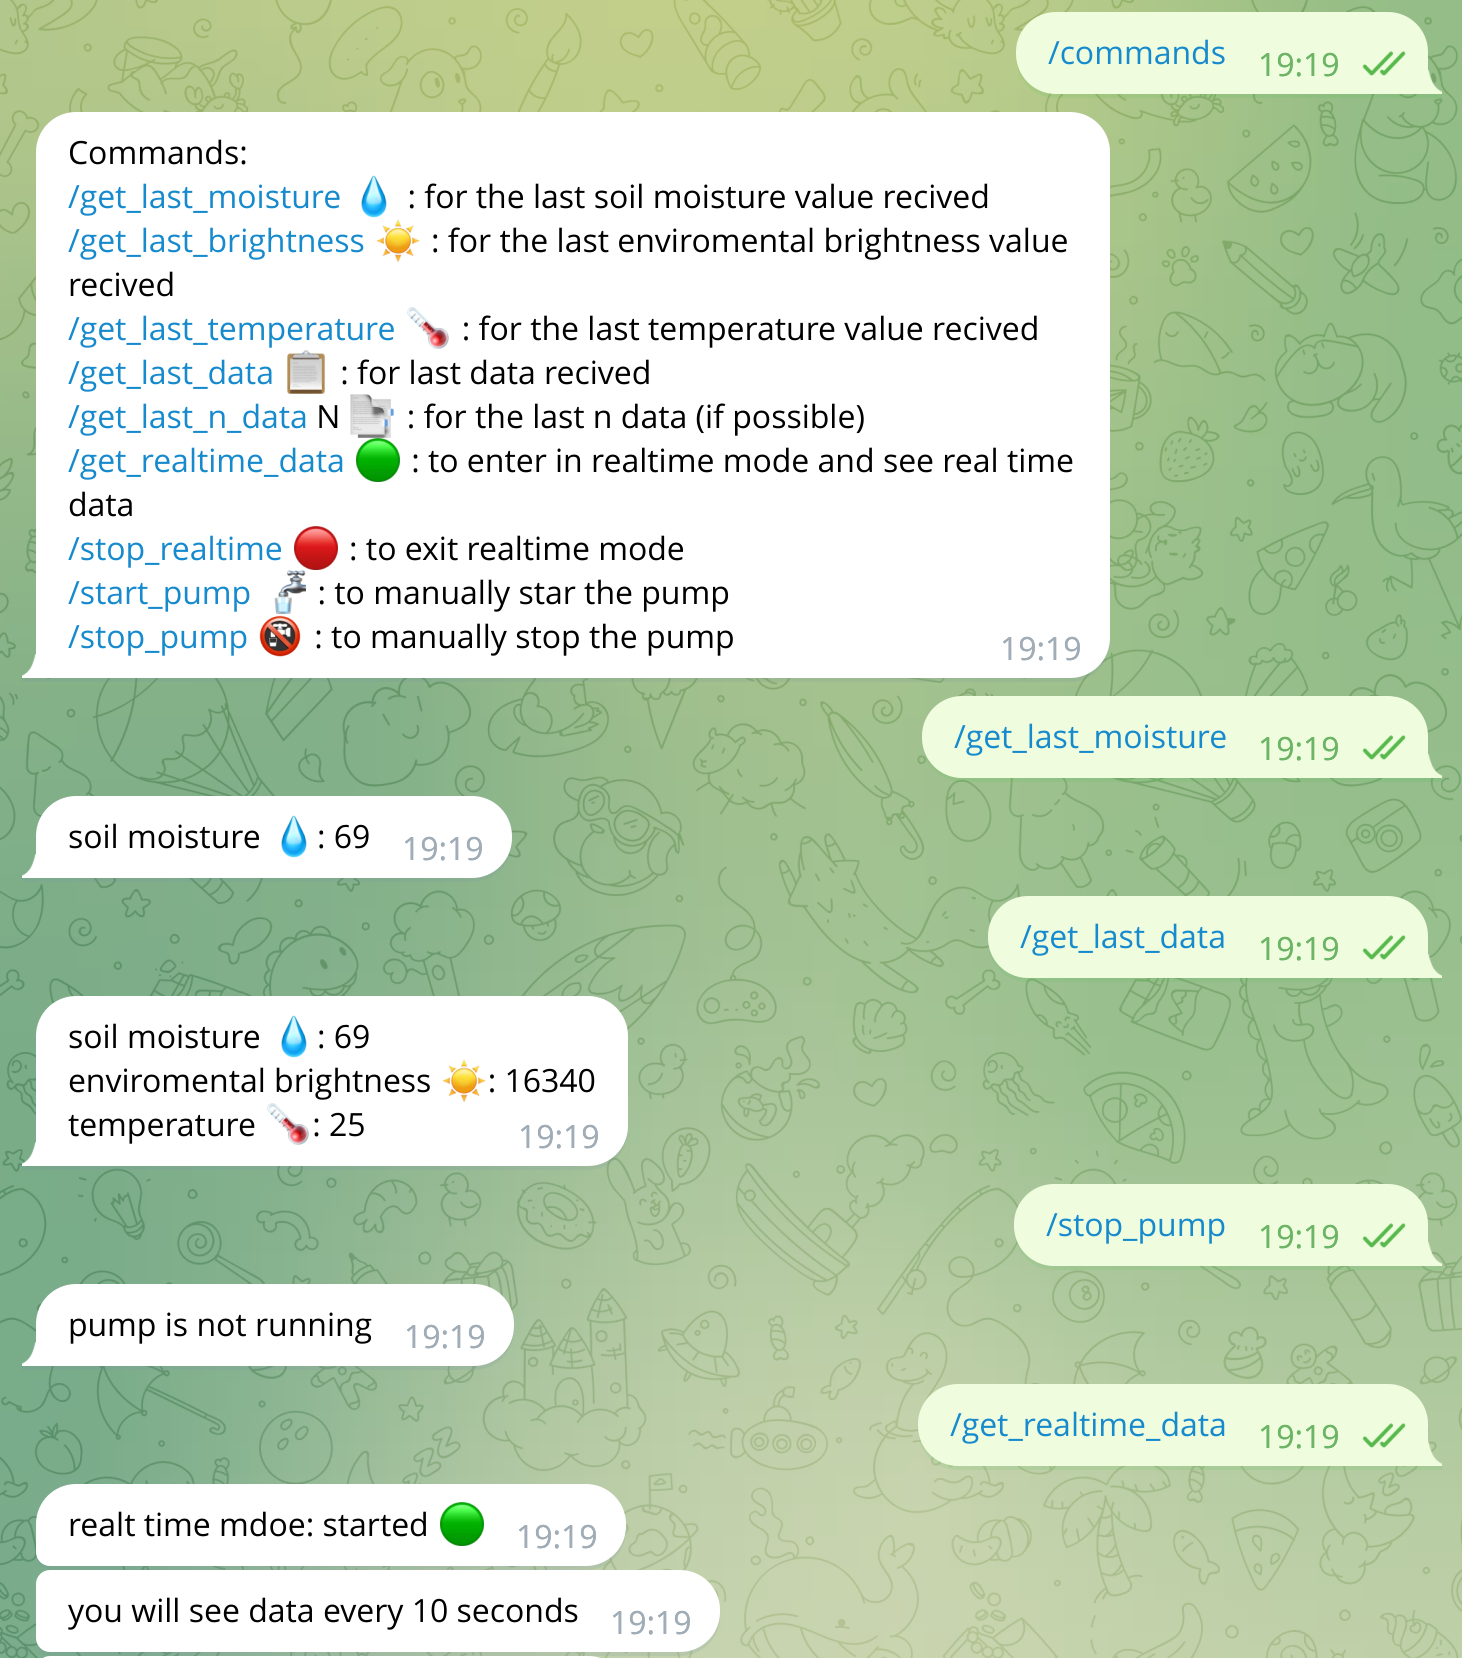 /commands 19:19
Commands:
/get_last_moisture 💧 : for the last soil moisture value recived
/get_last_brightness ☀️ : for the last enviromental brightness value
recived
/get_last_temperature 🌡️ : for the last temperature value recived
/get_last_data 📋 : for last data recived
/get_last_n_data N 📑 : for the last n data (if possible)
/get_realtime_data 🟢 : to enter in realtime mode and see real time
data
/stop_realtime 🔴 : to exit realtime mode
/start_pump 🚰 : to manually star the pump
/stop_pump 🚱 : to manually stop the pump
19:19
/get_last_moisture 19:19
soil moisture 💧: 69 19:19
/get_last_data 19:19
soil moisture 💧: 69
enviromental brightness ☀️: 16340
temperature 🌡️: 25
19:19
/stop_pump 19:19
pump is not running 19:19
/get_realtime_data 19:19
realt time mdoe: started 🟢 19:19
you will see data every 10 seconds 19:19